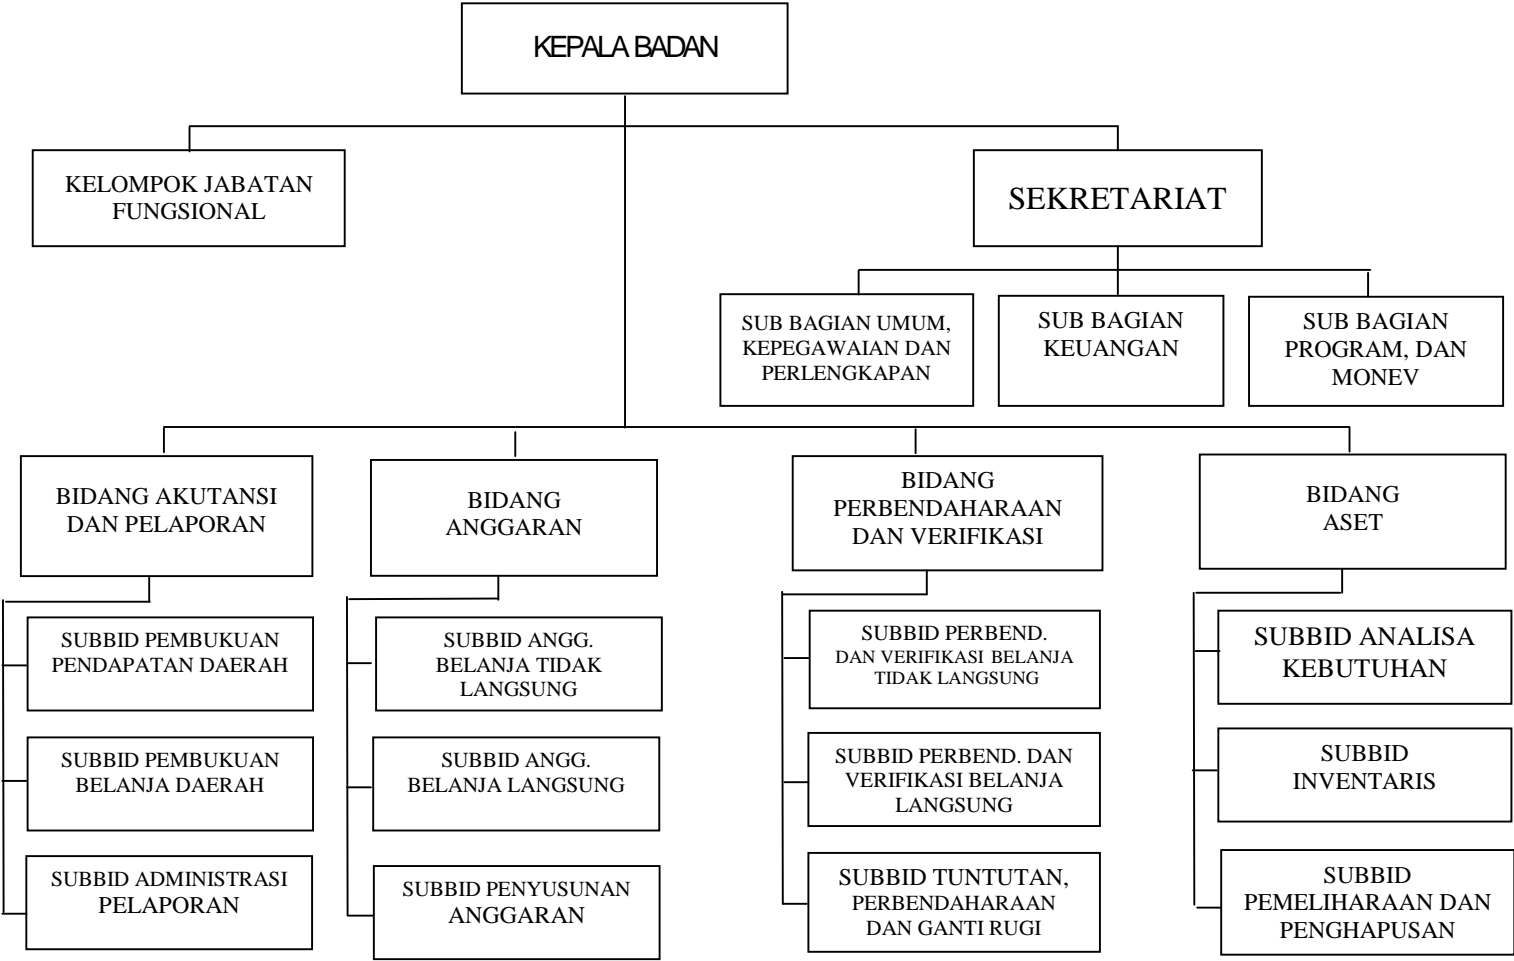 KEPALA BADAN
KELOMPOK JABATAN
FUNGSIONAL
SEKRETARIAT
SUB BAGIAN UMUM,
KEPEGAWAIAN DAN
PERLENGKAPAN
SUB BAGIAN
KEUANGAN
SUB BAGIAN
PROGRAM, DAN
MONEV
BIDANG AKUTANSI
DAN PELAPORAN
BIDANG
ANGGARAN
BIDANG
PERBENDAHARAAN
DAN VERIFIKASI
BIDANG
ASET
SUBBID PEMBUKUAN
PENDAPATAN DAERAH
SUBBID ANGG.
BELANJA TIDAK
LANGSUNG
SUBBID PERBEND.
DAN VERIFIKASI BELANJA
TIDAK LANGSUNG
SUBBID ANALISA
KEBUTUHAN
SUBBID PEMBUKUAN
BELANJA DAERAH
SUBBID ANGG.
BELANJA LANGSUNG
SUBBID PERBEND. DAN
VERIFIKASI BELANJA
LANGSUNG
SUBBID
INVENTARIS
SUBBID ADMINISTRASI
PELAPORAN
SUBBID PENYUSUNAN
ANGGARAN
SUBBID TUNTUTAN,
PERBENDAHARAAN
DAN GANTI RUGI
SUBBID
PEMELIHARAAN DAN
PENGHAPUSAN